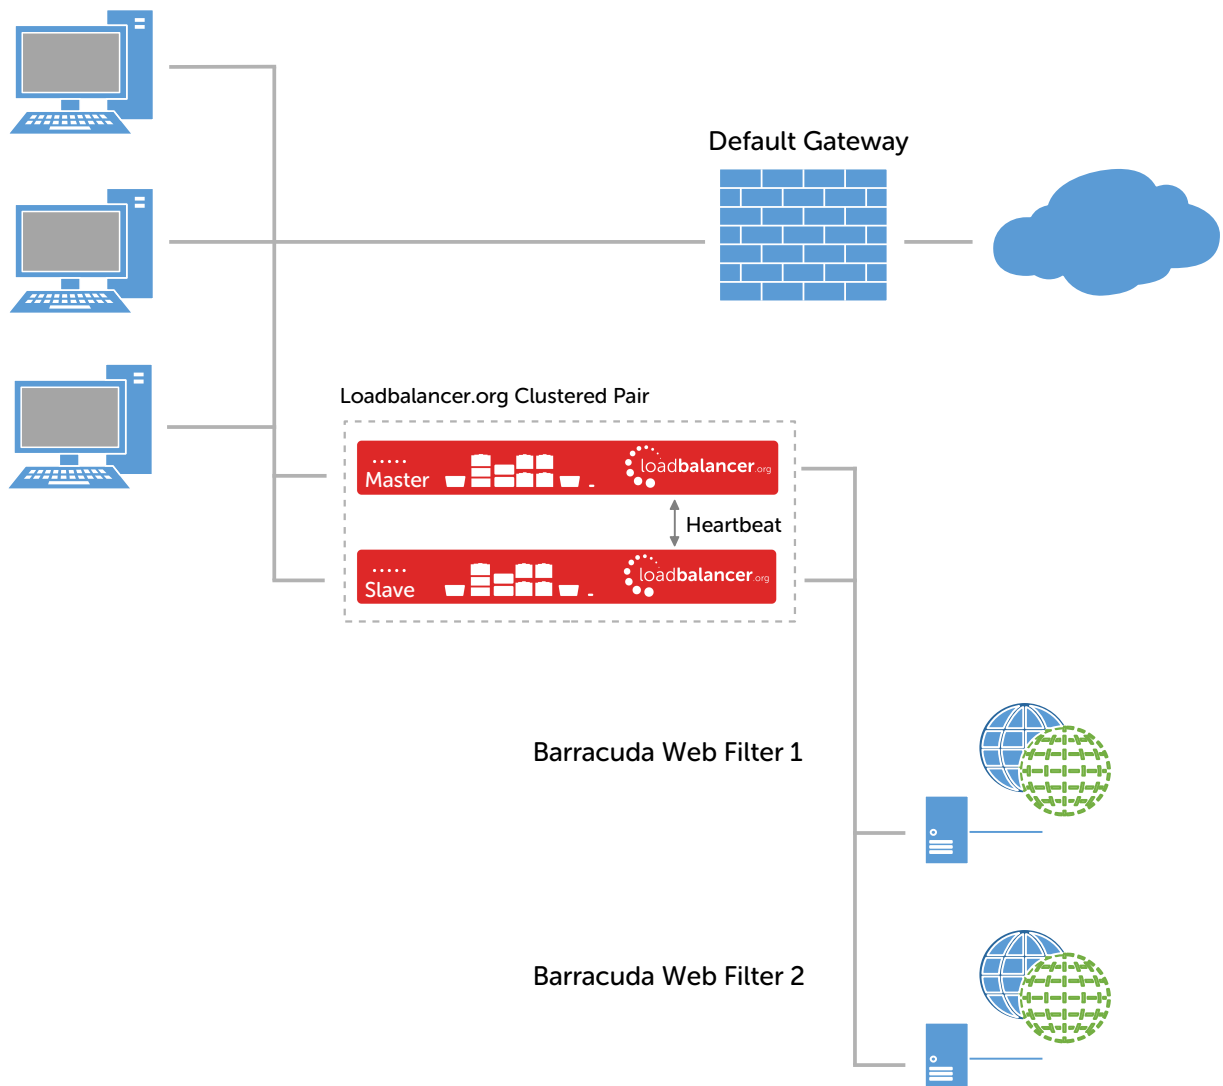 Default Gateway
Loadbalancer.org Clustered Pair
Master
loadbalancer.org
Heartbeat
Slave
loadbalancer.org
Barracuda Web Filter 1
Barracuda Web Filter 2